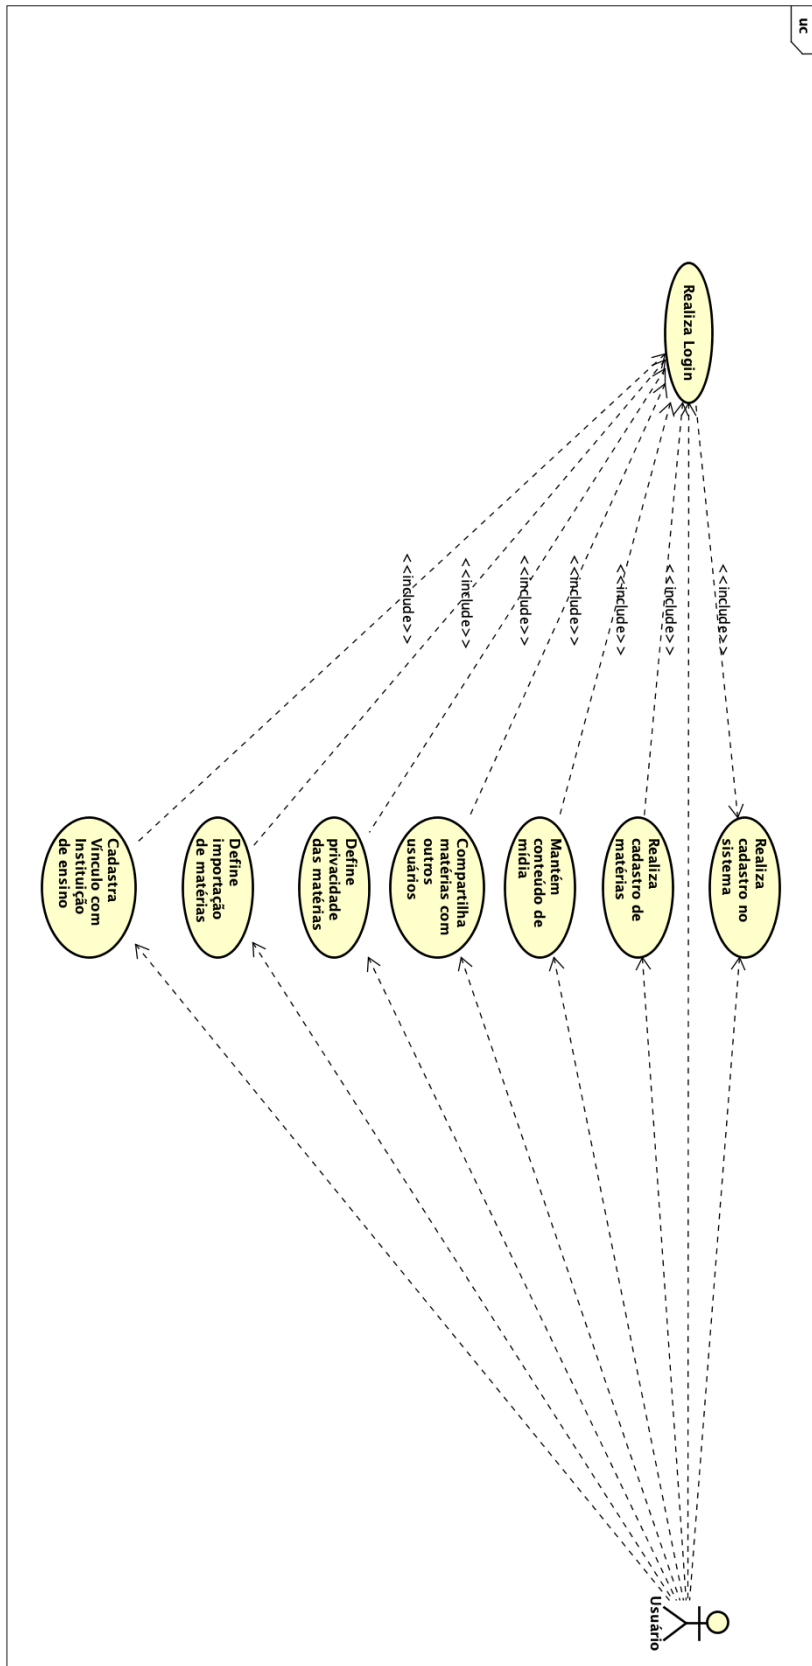 uc
Realiza Login
<<include>>
<<include>>
<<include>>
<<include>>
<<include>>
<<include>>
<<include>>
Realiza
cadastro no
sistema
Realiza
cadastro de
matérias
Mantém
conteúdo de
mídia
Compartilha
matérias com
outros
usuários
Define
privacidade
das matérias
Define
importação
de matérias
Cadastra
Vínculo com
Instituição
de ensino
Usuário